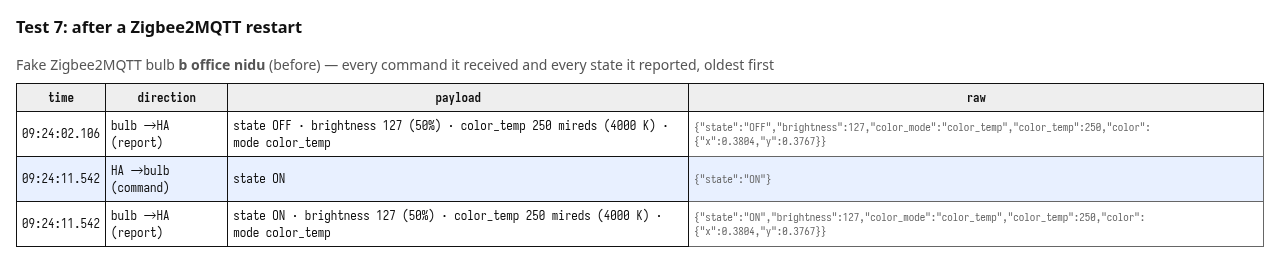 Test 7: after a Zigbee2MQTT restart
Fake Zigbee2MQTT bulb b office nidu (before) — every command it received and every state it reported, oldest first
time direction payload raw
09:24:02.106 bulb →HA (report) state OFF · brightness 127 (50%) · color_temp 250 mireds (4000 K) · mode color_temp {"state":"OFF","brightness":127,"color_mode":"color_temp","color_temp":250,"color":{"x":0.3804,"y":0.3767}}
09:24:11.542 HA →bulb (command) state ON {"state":"ON"}
09:24:11.542 bulb →HA (report) state ON · brightness 127 (50%) · color_temp 250 mireds (4000 K) · mode color_temp {"state":"ON","brightness":127,"color_mode":"color_temp","color_temp":250,"color":{"x":0.3804,"y":0.3767}}